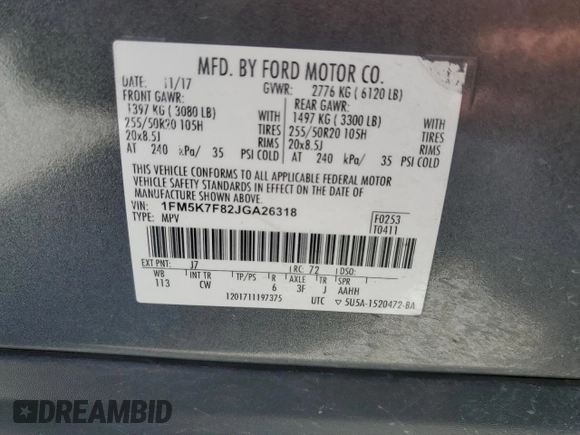 MFD. BY FORD MOTOR CO.
DATE: 11/17 GVWR: 2776 KG ( 6120 LB)
FRONT GAWR: REAR GAWR:
1397 KG ( 3080 LB) WITH 1497 KG ( 3300 LB) WITH
255/50R20 105H TIRES 255/50R20 105H TIRES
20x8.5J RIMS 20x8.5J RIMS
AT 240 kPa/ 35 PSI COLD AT 240 kPa/ 35 PSI COLD
THIS VEHICLE CONFORMS TO ALL APPLICABLE FEDERAL MOTOR
VEHICLE SAFETY STANDARDS IN EFFECT ON THE DATE OF
MANUFACTURE SHOWN ABOVE.
VIN: 1FM5K7F82JGA26318 F0253
TYPE: MPV T0411
EXT PNT: J7 RC: 72 DSO:
WB INT TR TP/PS R AXLE TR SPR
113 CW 6 3F J AAHH
1201711197375 UTC ▽ 5U5A-1520472-BA
DREAMBID